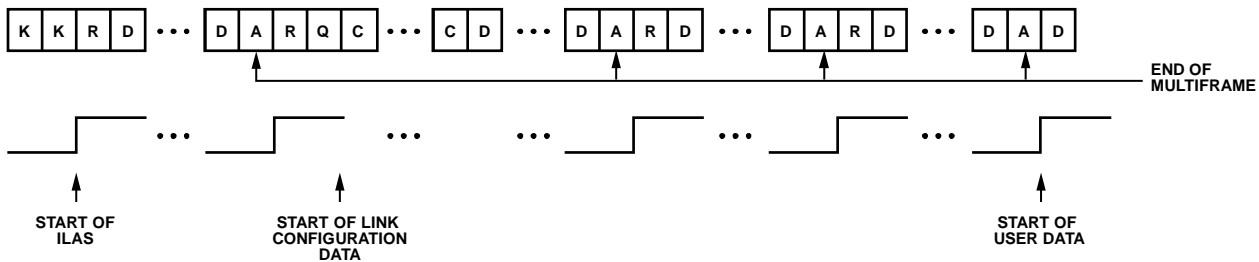 K K R D ••• D A R Q C ••• C D ••• D A R D ••• D A R D ••• D A D
END OF
MULTIFRAME
••• ••• ••• ••• •••
START OF
ILAS
START OF LINK
CONFIGURATION
DATA
START OF
USER DATA